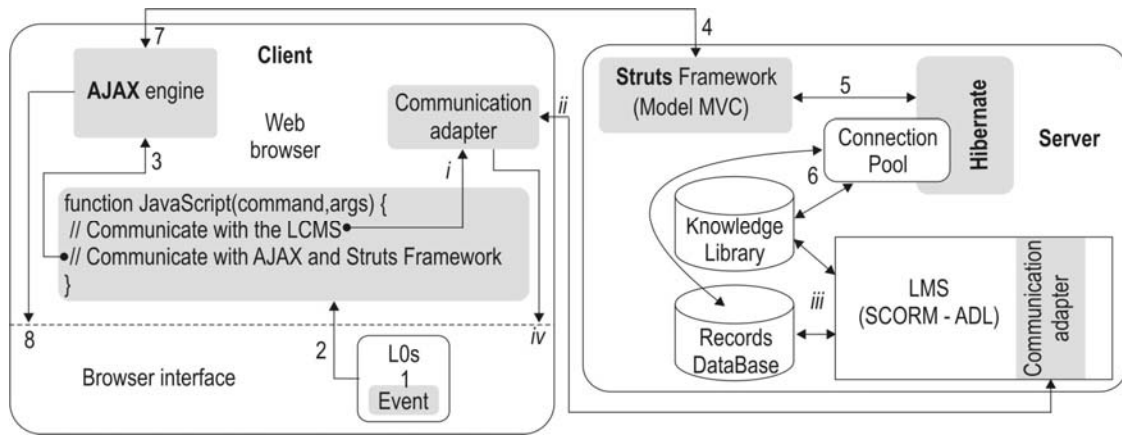 7
4
Client
AJAX engine
Web
browser
Communication
adapter
ii
3
i
function JavaScript(command,args) {
// Communicate with the LCMS
// Communicate with AJAX and Struts Framework
}
8
2
iv
Browser interface
L0s
1
Event
Struts Framework
(Model MVC)
5
Hibernate
Server
Connection
Pool
6
Knowledge
Library
iii
Records
DataBase
LMS
(SCORM - ADL)
Communication
adapter